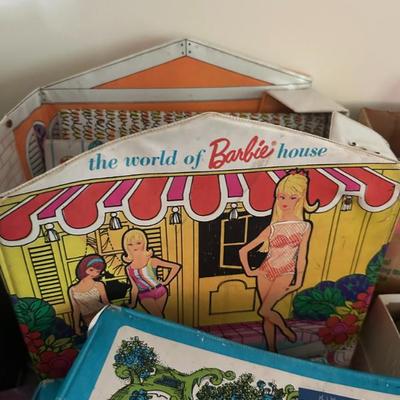 the world of Barbie® house